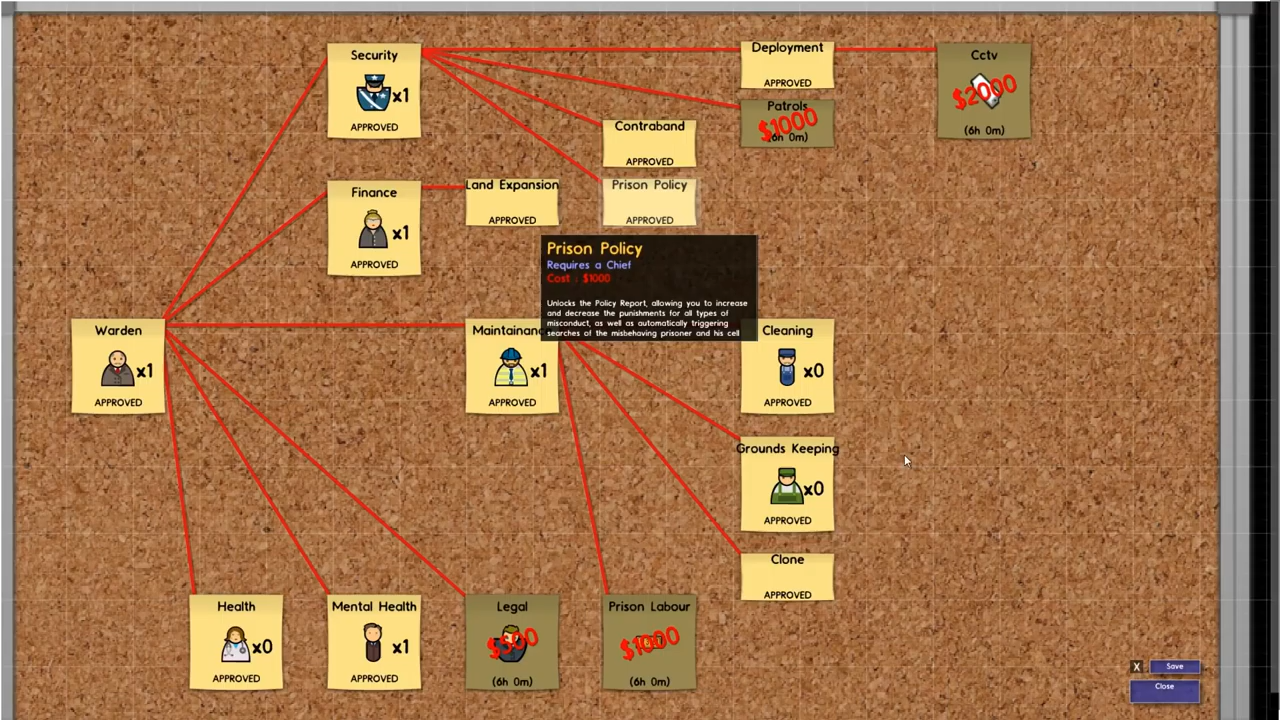 Security
x1
APPROVED
Deployment
APPROVED
Cctv
$2000
(6h 0m)
Patrols
$1000
(6h 0m)
Contraband
APPROVED
Finance
x1
APPROVED
Land Expansion
APPROVED
Prison Policy
APPROVED
Prison Policy
Requires a Chief
Cost : $1000
Unlocks the Policy Report, allowing you to increase
and decrease the punishments for all types of
misconduct, as well as automatically triggering
searches of the misbehaving prisoner and his cell
Warden
x1
APPROVED
Maintainanc
x1
APPROVED
Cleaning
x0
APPROVED
Grounds Keeping
x0
APPROVED
Clone
APPROVED
Health
x0
APPROVED
Mental Health
x1
APPROVED
Legal
$500
(6h 0m)
Prison Labour
$1000
(6h 0m)
X
Save
Close